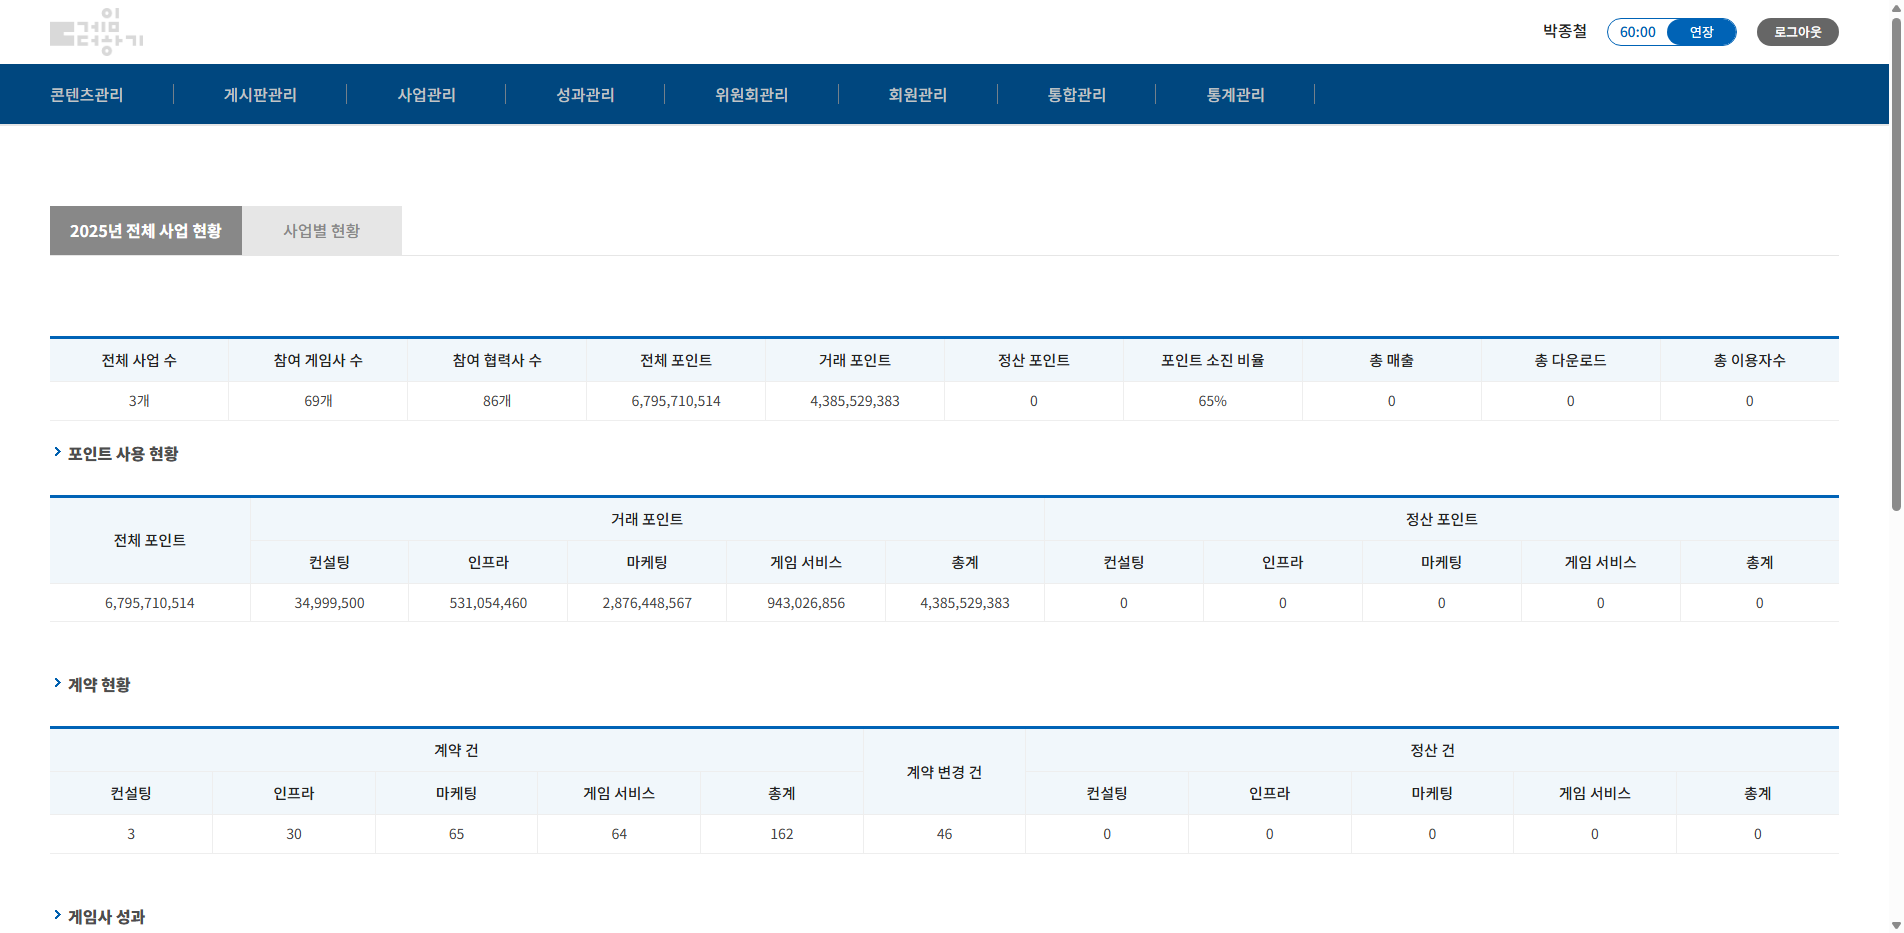 게임이
더하기
박종철 60:00 연장 로그아웃
콘텐츠관리 게시판관리 사업관리 성과관리 위원회관리 회원관리 통합관리 통계관리
2025년 전체 사업 현황 사업별 현황
전체 사업 수 참여 게임사 수 참여 협력사 수 전체 포인트 거래 포인트 정산 포인트 포인트 소진 비율 총 매출 총 다운로드 총 이용자수
3개 69개 86개 6,795,710,514 4,385,529,383 0 65% 0 0 0
포인트 사용 현황
전체 포인트 거래 포인트 정산 포인트
컨설팅 인프라 마케팅 게임 서비스 총계 컨설팅 인프라 마케팅 게임 서비스 총계
6,795,710,514 34,999,500 531,054,460 2,876,448,567 943,026,856 4,385,529,383 0 0 0 0 0
계약 현황
계약 건 계약 변경 건 정산 건
컨설팅 인프라 마케팅 게임 서비스 총계 컨설팅 인프라 마케팅 게임 서비스 총계
3 30 65 64 162 46 0 0 0 0 0
게임사 성과